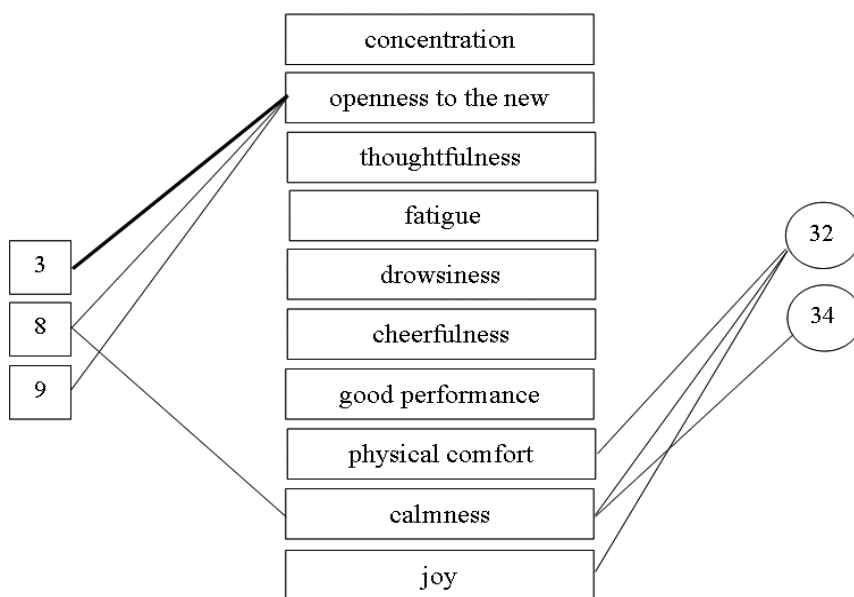 concentration
openness to the new
thoughtfulness
fatigue
drowsiness
cheerfulness
good performance
physical comfort
calmness
joy
3
8
9
32
34